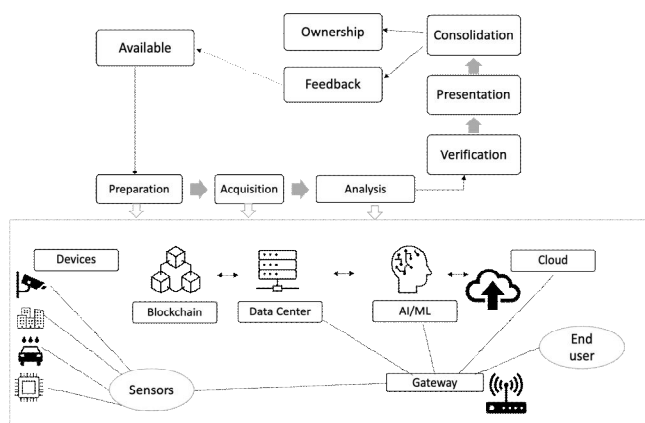 Ownership
Consolidation
Available
Feedback
Presentation
Verification
Preparation
Acquisition
Analysis
Devices
Cloud
Blockchain
Data Center
AI/ML
End
user
Sensors
Gateway